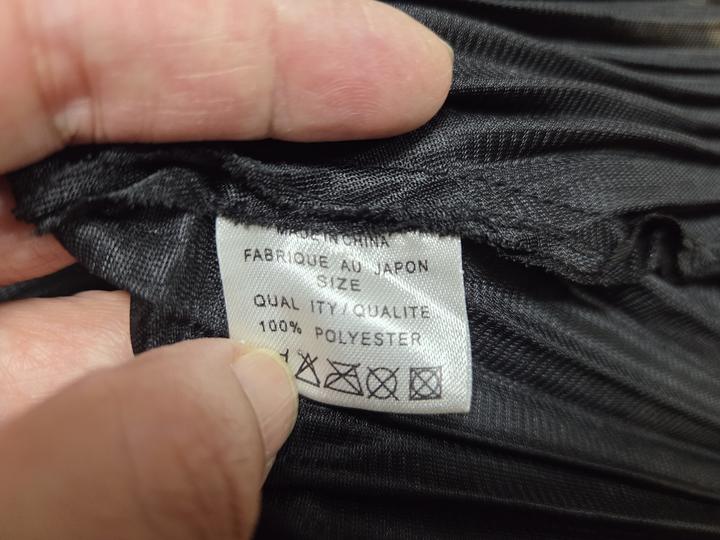 MADE IN CHINA
FABRIQUE AU JAPON
SIZE
QUAL ITY/QUALITE
100% POLYESTER